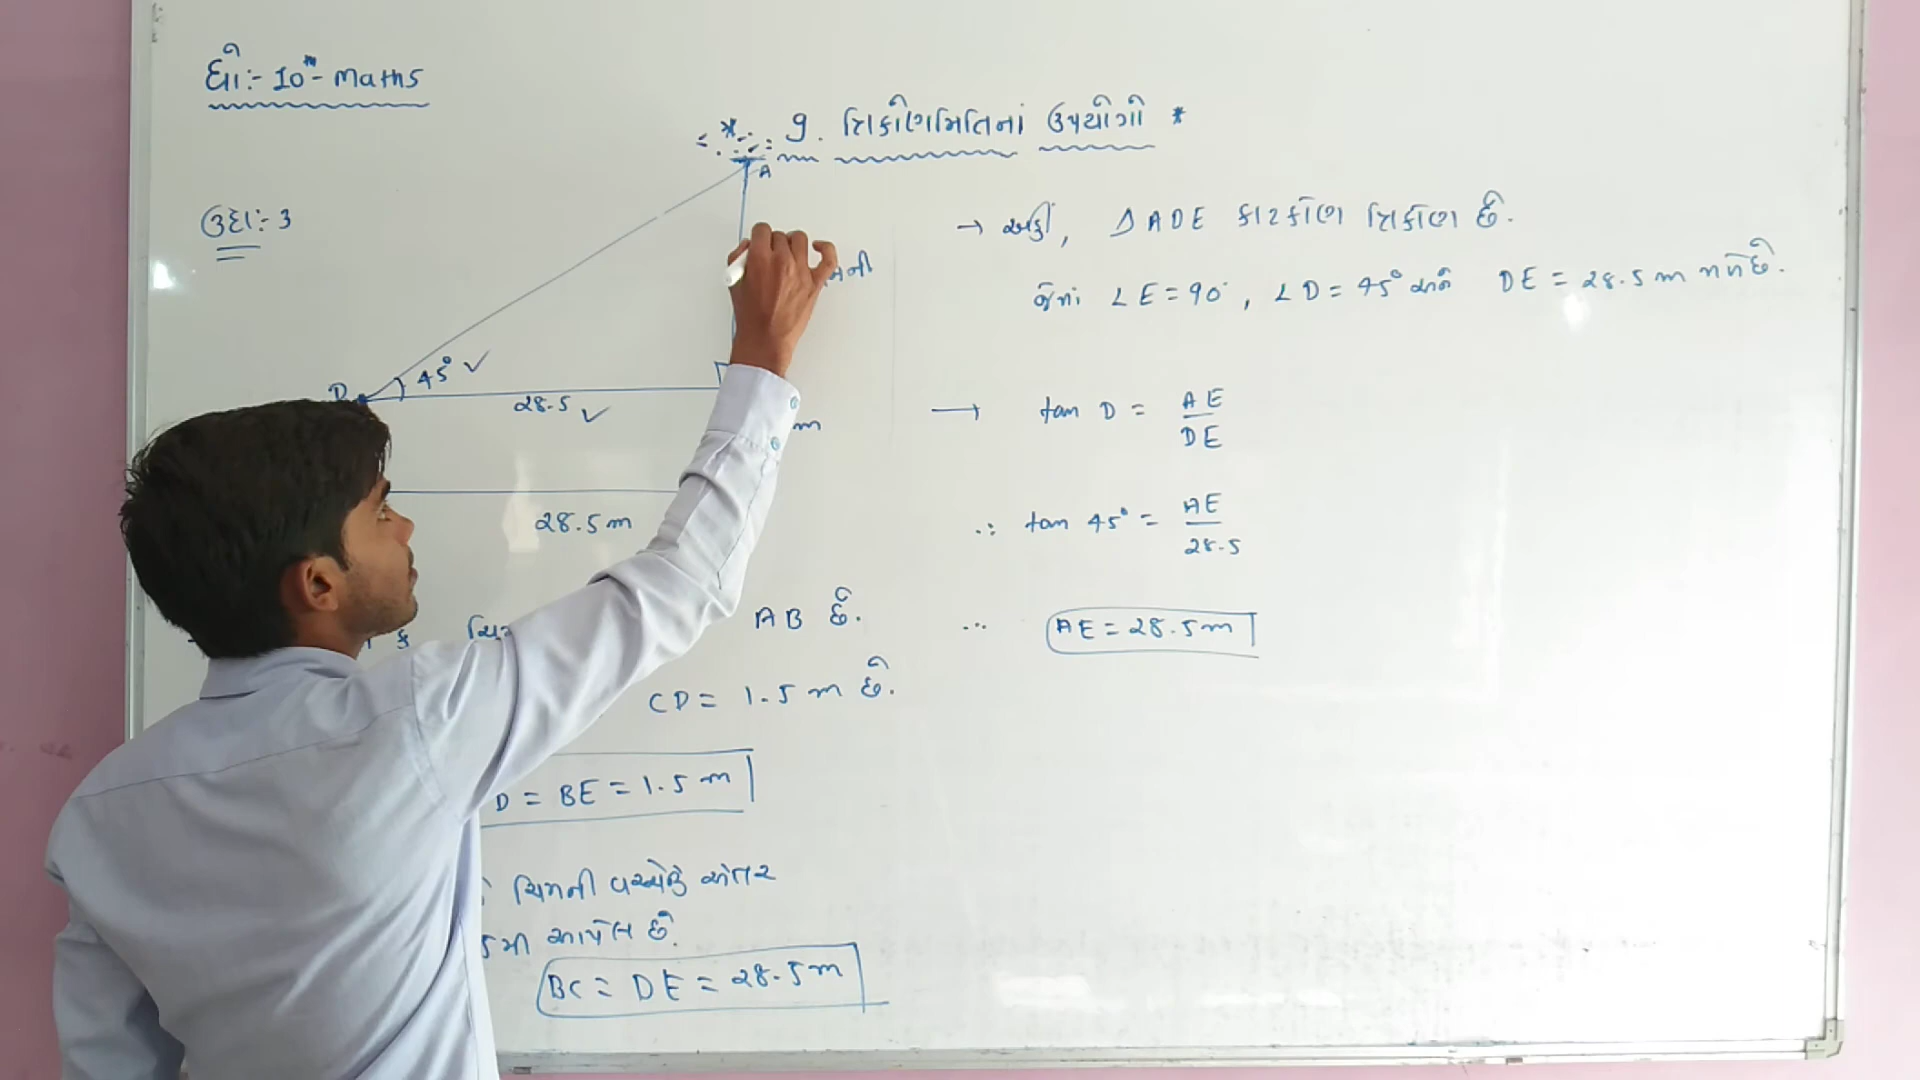 ધો:- 10th - maths
* 9. ત્રિકોણમિતિનાં ઉપયોગો *
ઉદા:- 3
A
D
45° ✓
28.5 ✓
m
28.5 m
AB છે.
CD = 1.5 m છે.
D = BE = 1.5 m
ચિમની વચ્ચેનું અંતર
આપેલ છે.
BC = DE = 28.5 m
→ અહીં, Δ ADE કાટકોણ ત્રિકોણ છે.
જેનાં ∠E = 90°, ∠D = 45° અને DE = 28.5 m
→ tan D = AE / DE
∴ tan 45° = AE / 28.5
∴ AE = 28.5 m